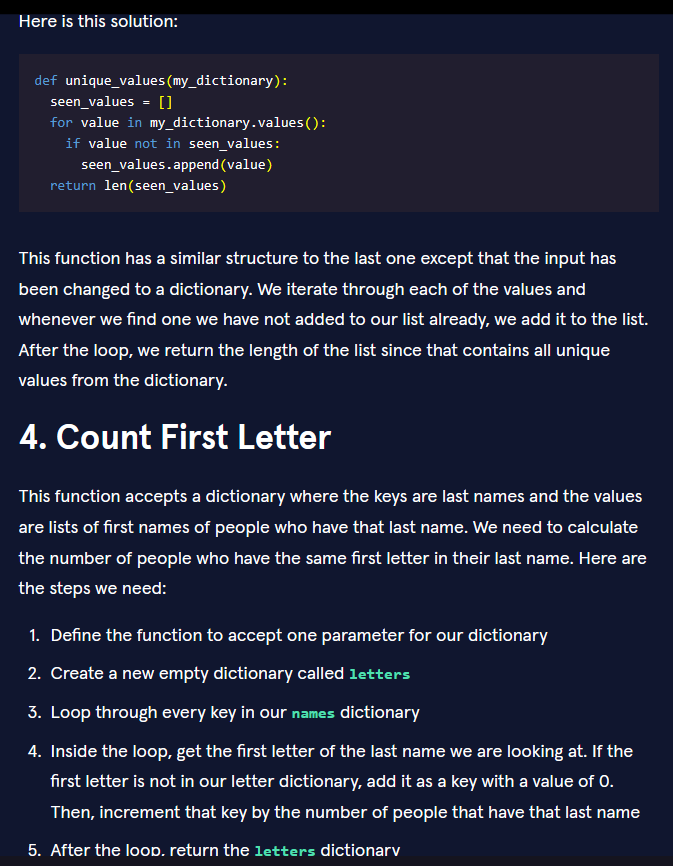 Here is this solution:
def unique_values(my_dictionary):
  seen_values = []
  for value in my_dictionary.values():
    if value not in seen_values:
      seen_values.append(value)
  return len(seen_values)
This function has a similar structure to the last one except that the input has
been changed to a dictionary. We iterate through each of the values and
whenever we find one we have not added to our list already, we add it to the list.
After the loop, we return the length of the list since that contains all unique
values from the dictionary.
4. Count First Letter
This function accepts a dictionary where the keys are last names and the values
are lists of first names of people who have that last name. We need to calculate
the number of people who have the same first letter in their last name. Here are
the steps we need:
1. Define the function to accept one parameter for our dictionary
2. Create a new empty dictionary called letters
3. Loop through every key in our names dictionary
4. Inside the loop, get the first letter of the last name we are looking at. If the
first letter is not in our letter dictionary, add it as a key with a value of 0.
Then, increment that key by the number of people that have that last name
5. After the loop, return the letters dictionary